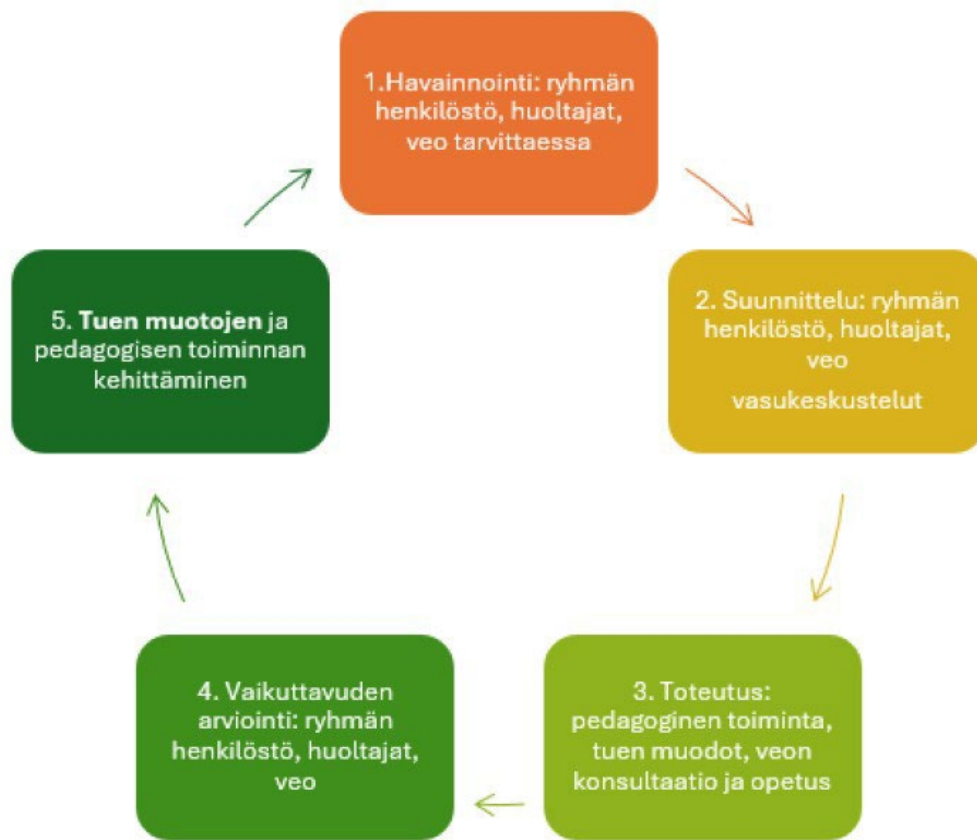 1.Havainnointi: ryhmän
henkilöstö, huoltajat,
veo tarvittaessa
2. Suunnittelu: ryhmän
henkilöstö, huoltajat,
veo
vasukeskustelut
3. Toteutus:
pedagoginen toiminta,
tuen muodot, veon
konsultaatio ja opetus
4. Vaikuttavuden
arviointi: ryhmän
henkilöstö, huoltajat,
veo
5. Tuen muotojen ja
pedagogisen toiminnan
kehittäminen